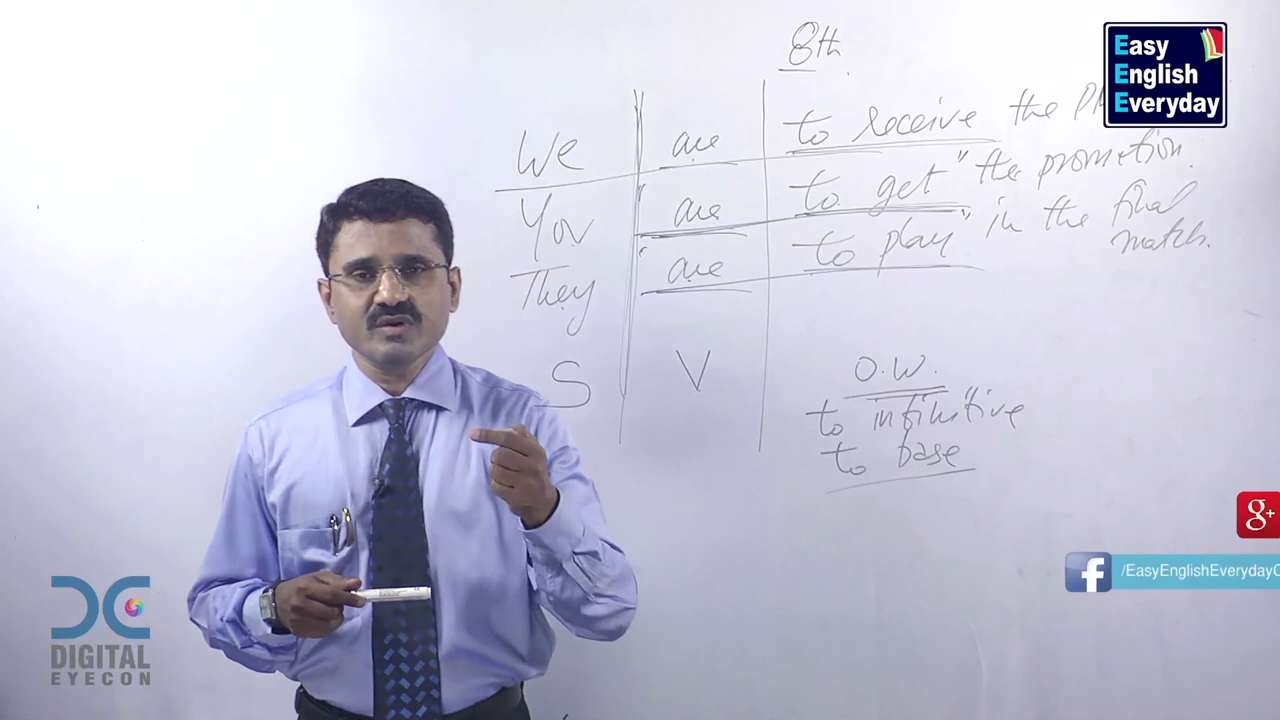 8th.
We are to receive the
You are to get " the promotion.
They are to play " in the final
match.
S V
O.W.
to infinitive
to base
Easy
English
Everyday
g+
f /EasyEnglishEverydayC
DC
DIGITAL
EYECON